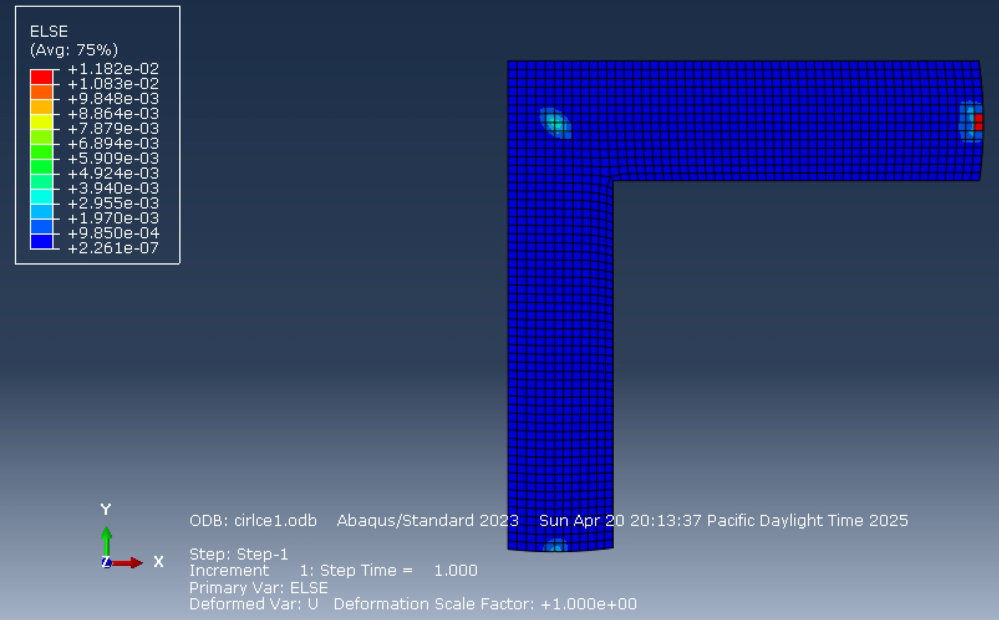 ELSE
(Avg: 75%)
+1.182e-02
+1.083e-02
+9.848e-03
+8.864e-03
+7.879e-03
+6.894e-03
+5.909e-03
+4.924e-03
+3.940e-03
+2.955e-03
+1.970e-03
+9.850e-04
+2.261e-07
Y
Z
X
ODB: cirlce1.odb Abaqus/Standard 2023 Sun Apr 20 20:13:37 Pacific Daylight Time 2025
Step: Step-1
Increment 1: Step Time = 1.000
Primary Var: ELSE
Deformed Var: U Deformation Scale Factor: +1.000e+00